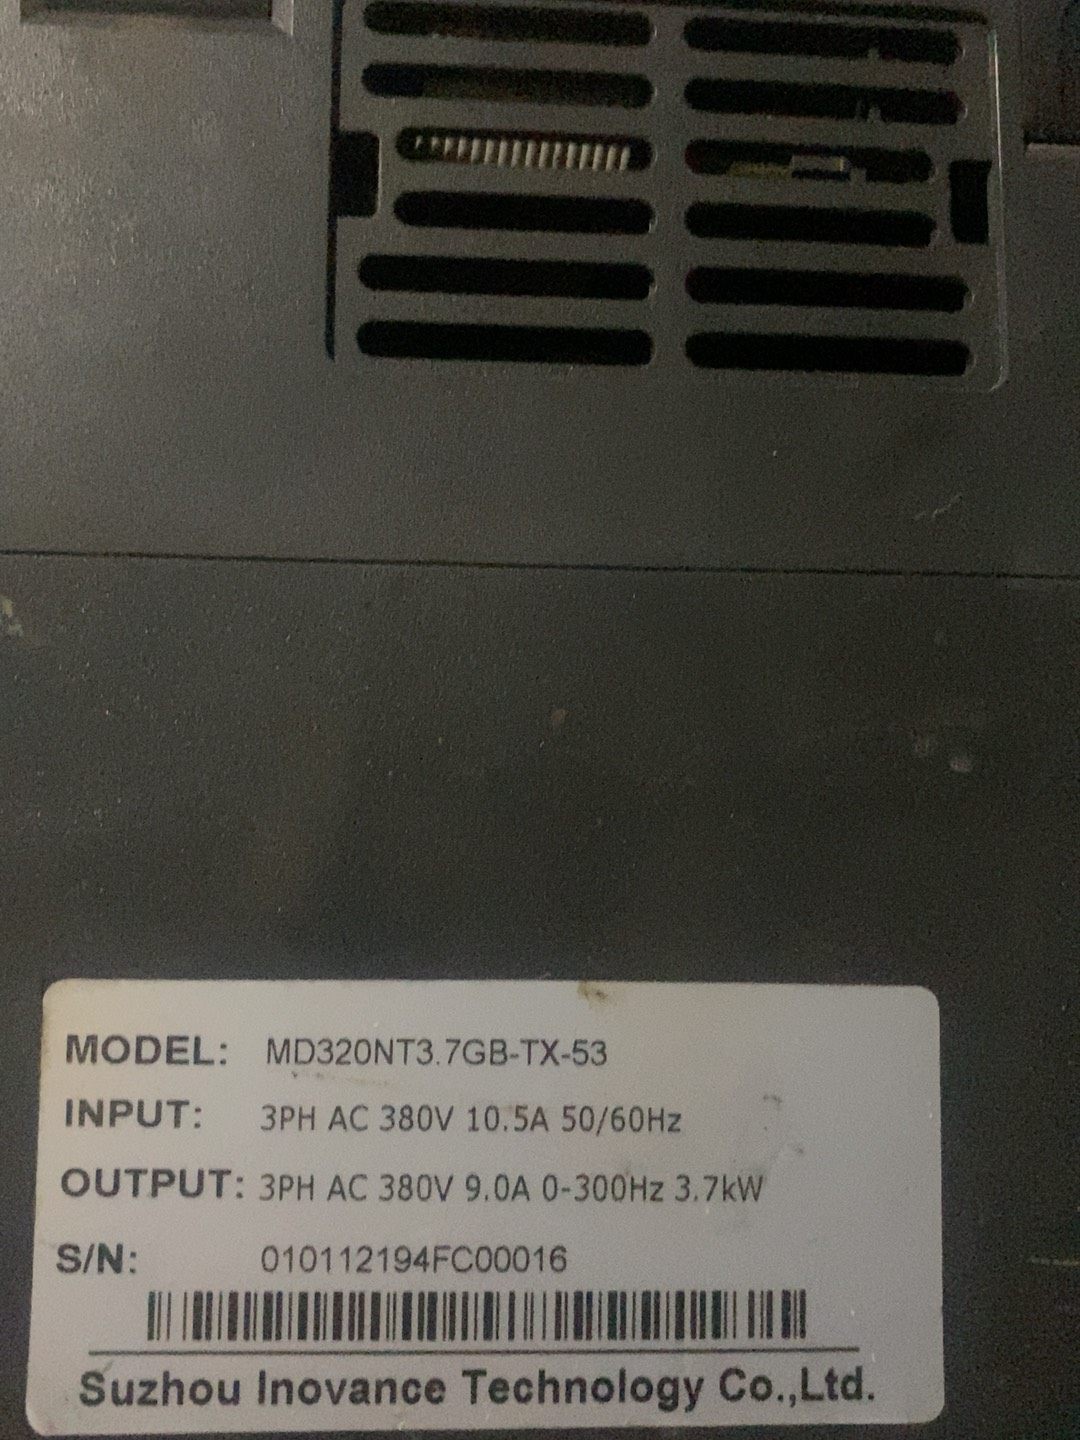 MODEL: MD320NT3.7GB-TX-53
INPUT: 3PH AC 380V 10.5A 50/60Hz
OUTPUT: 3PH AC 380V 9.0A 0-300Hz 3.7kW
S/N: 010112194FC00016
Suzhou Inovance Technology Co.,Ltd.